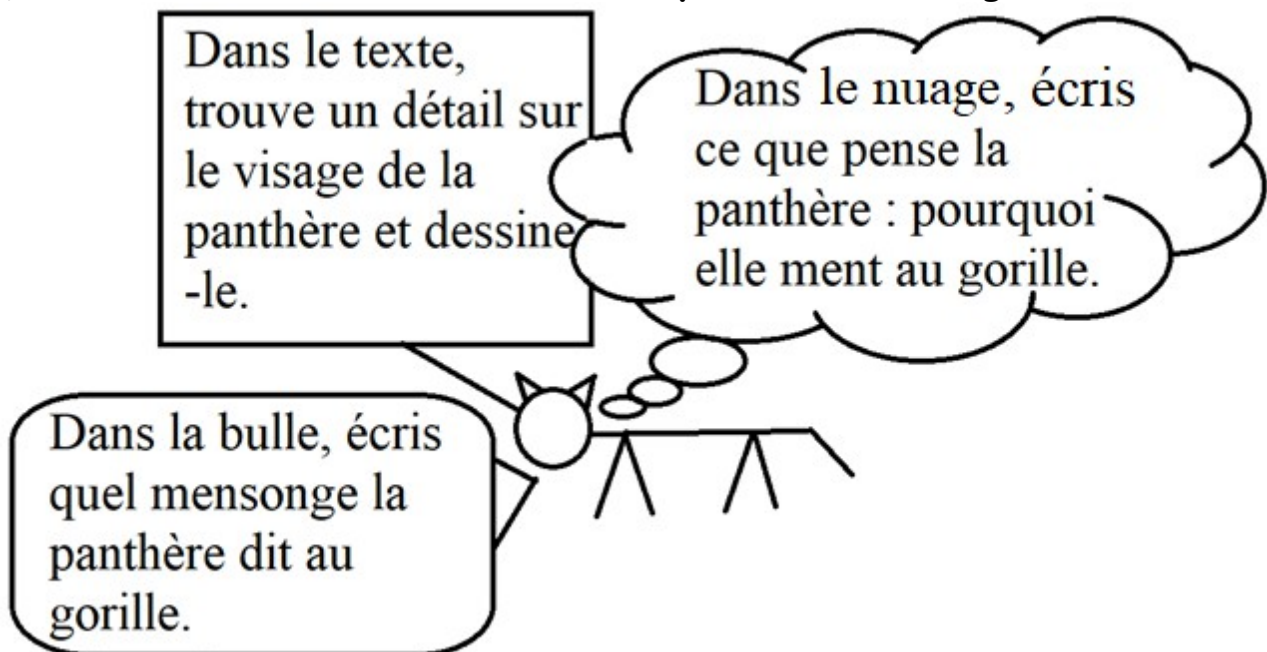 Dans le texte,
trouve un détail sur
le visage de la
panthère et dessine
-le.
Dans le nuage, écris
ce que pense la
panthère : pourquoi
elle ment au gorille.
Dans la bulle, écris
quel mensonge la
panthère dit au
gorille.